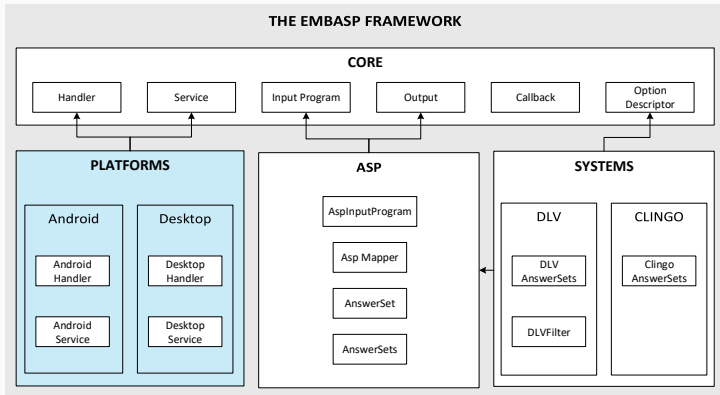 THE EMBASP FRAMEWORK
CORE
Handler
Service
Input Program
Output
Callback
Option
Descriptor
PLATFORMS
Android
Android
Handler
Android
Service
Desktop
Desktop
Handler
Desktop
Service
ASP
AspInputProgram
Asp Mapper
AnswerSet
AnswerSets
SYSTEMS
DLV
DLV
AnswerSets
DLVFilter
CLINGO
Clingo
AnswerSets